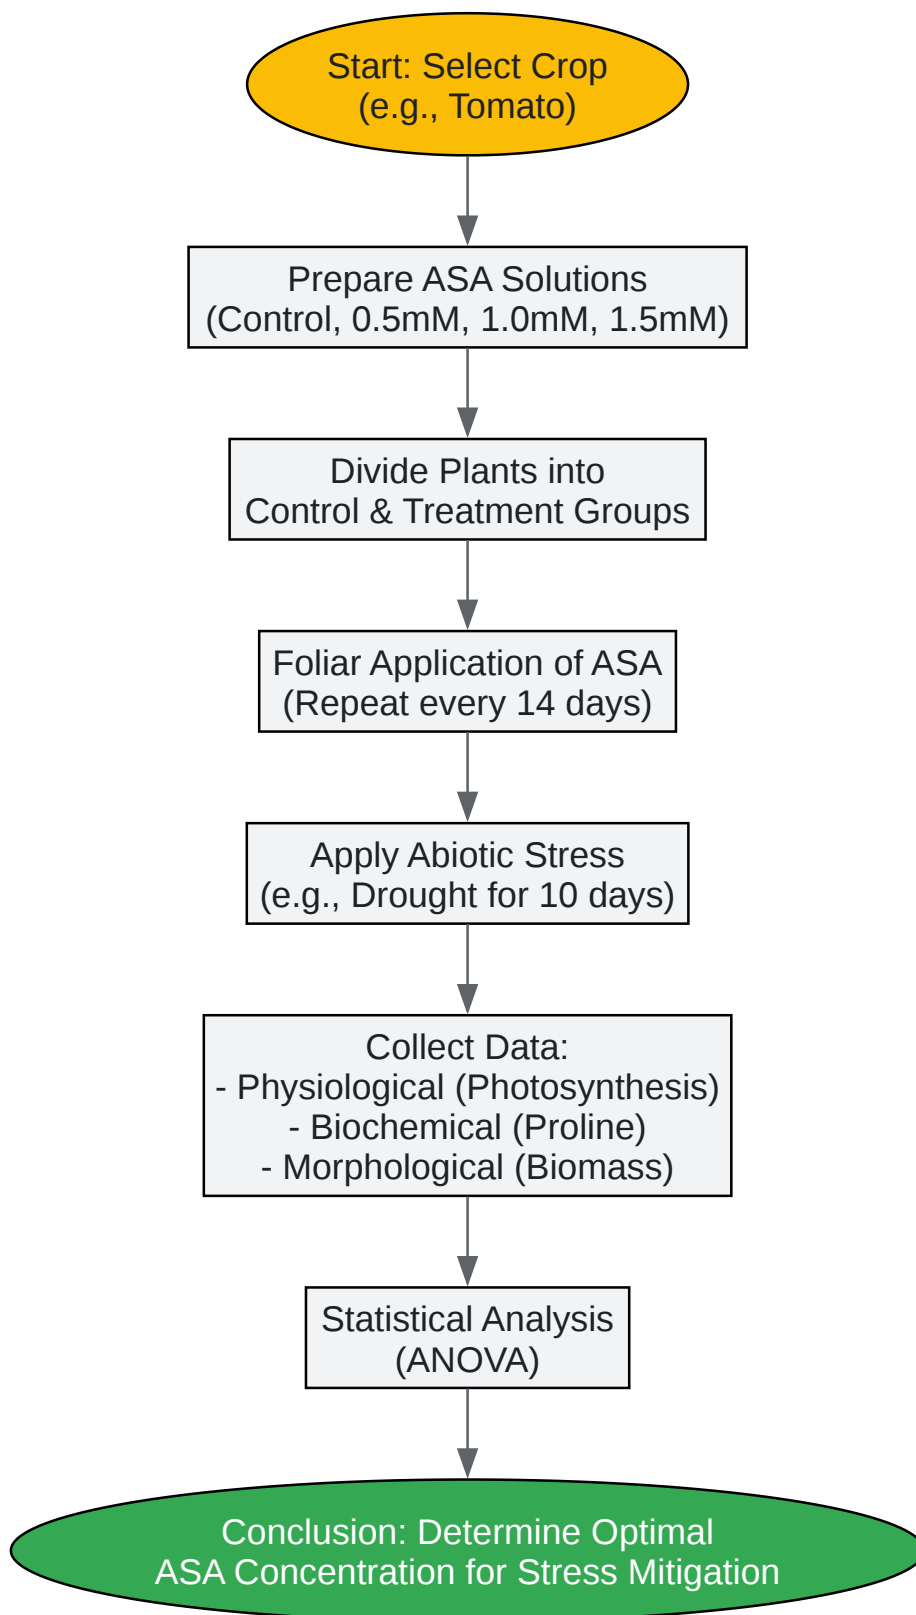 Start: Select Crop
(e.g., Tomato)
Prepare ASA Solutions
(Control, 0.5mM, 1.0mM, 1.5mM)
Divide Plants into
Control & Treatment Groups
Foliar Application of ASA
(Repeat every 14 days)
Apply Abiotic Stress
(e.g., Drought for 10 days)
Collect Data:
- Physiological (Photosynthesis)
- Biochemical (Proline)
- Morphological (Biomass)
Statistical Analysis
(ANOVA)
Conclusion: Determine Optimal
ASA Concentration for Stress Mitigation